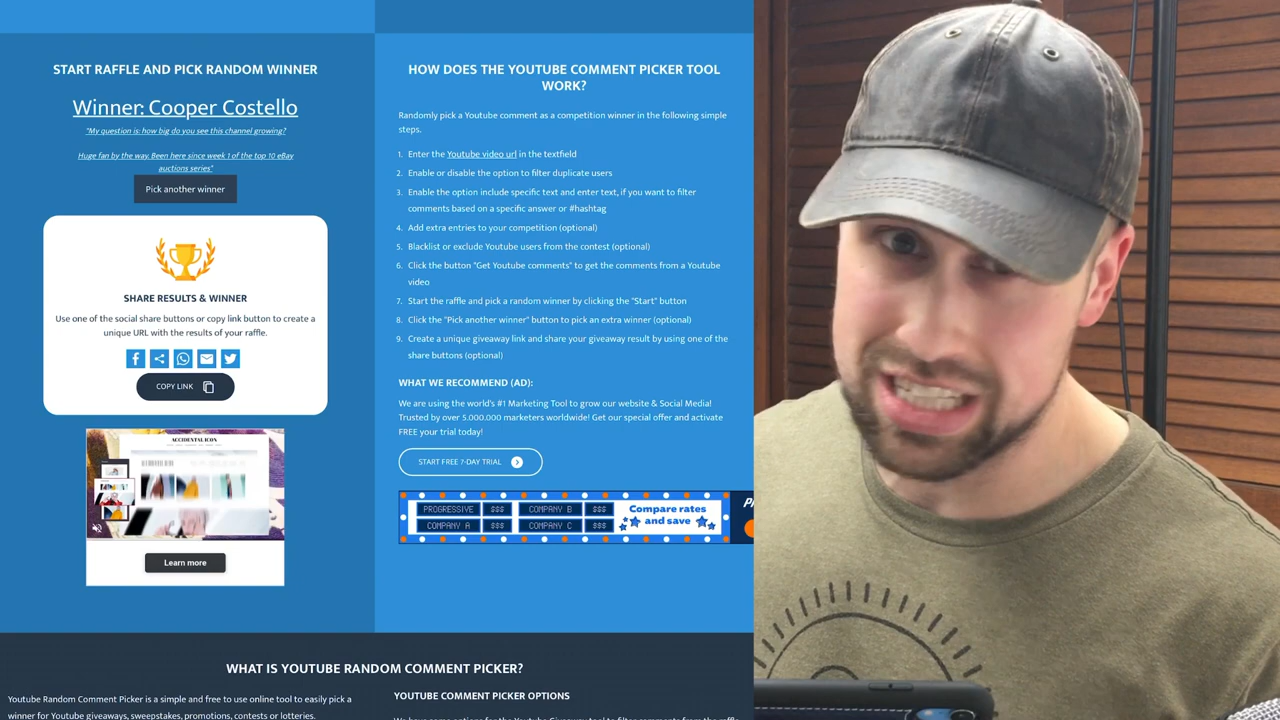 START RAFFLE AND PICK RANDOM WINNER
Winner: Cooper Costello
"My question is: how big do you see this channel growing?
Huge fan by the way. Been here since week 1 of the top 10 eBay
auctions series"
Pick another winner
SHARE RESULTS & WINNER
Use one of the social share buttons or copy link button to create a
unique URL with the results of your raffle.
COPY LINK
ACCIDENTAL ICON
Learn more
HOW DOES THE YOUTUBE COMMENT PICKER TOOL
WORK?
Randomly pick a Youtube comment as a competition winner in the following simple
steps.
1. Enter the Youtube video url in the textfield
2. Enable or disable the option to filter duplicate users
3. Enable the option include specific text and enter text, if you want to filter
comments based on a specific answer or #hashtag
4. Add extra entries to your competition (optional)
5. Blacklist or exclude Youtube users from the contest (optional)
6. Click the button "Get Youtube comments" to get the comments from a Youtube
video
7. Start the raffle and pick a random winner by clicking the "Start" button
8. Click the "Pick another winner" button to pick an extra winner (optional)
9. Create a unique giveaway link and share your giveaway result by using one of the
share buttons (optional)
WHAT WE RECOMMEND (AD):
We are using the world's #1 Marketing Tool to grow our website & Social Media!
Trusted by over 5.000.000 marketers worldwide! Get our special offer and activate
FREE your trial today!
START FREE 7-DAY TRIAL
PROGRESSIVE $$$ COMPANY B $$$
COMPANY A $$$ COMPANY C $$$
Compare rates
and save
WHAT IS YOUTUBE RANDOM COMMENT PICKER?
Youtube Random Comment Picker is a simple and free to use online tool to easily pick a
winner for Youtube giveaways, sweepstakes, promotions, contests or lotteries.
YOUTUBE COMMENT PICKER OPTIONS